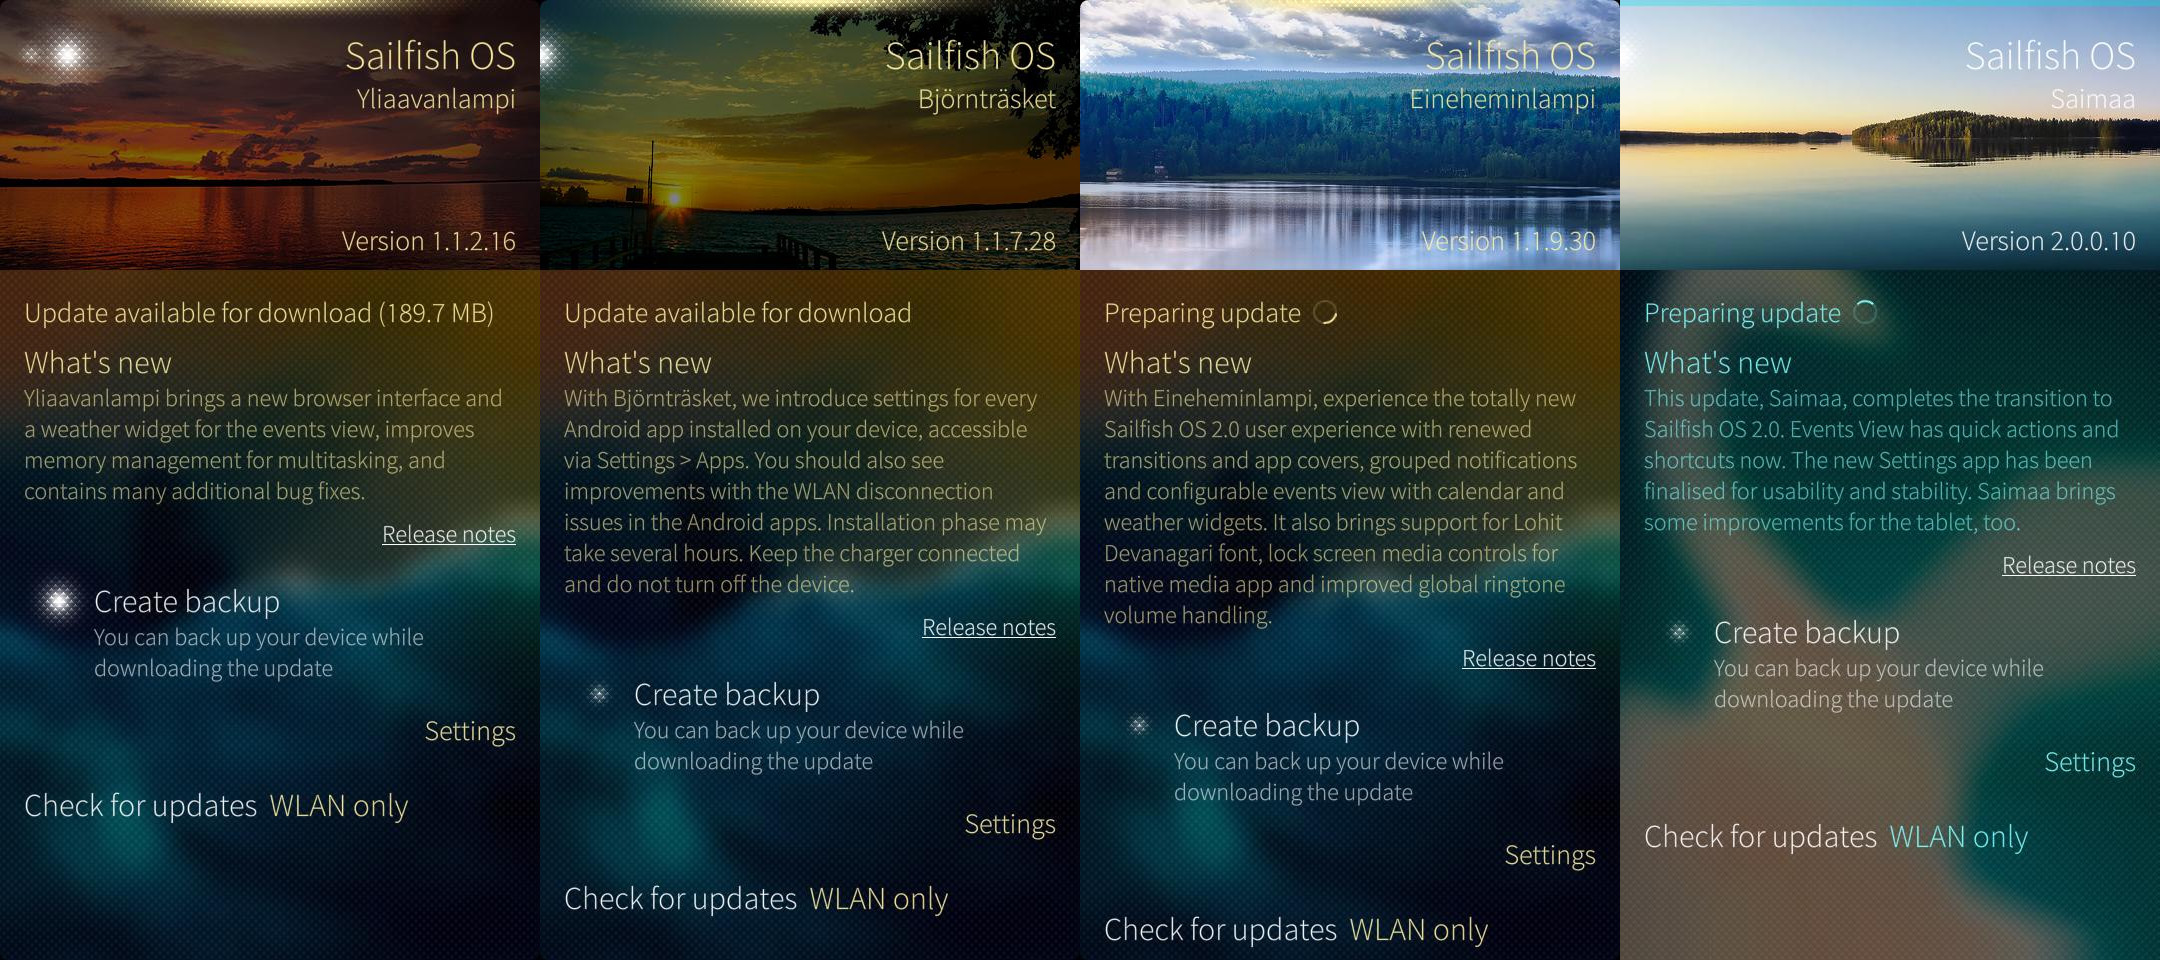 Sailfish OS
Yliaavanlampi
Version 1.1.2.16
Update available for download (189.7 MB)
What's new
Yliaavanlampi brings a new browser interface and
a weather widget for the events view, improves
memory management for multitasking, and
contains many additional bug fixes.
Release notes
Create backup
You can back up your device while
downloading the update
Settings
Check for updates WLAN only
Sailfish OS
Björnträsket
Version 1.1.7.28
Update available for download
What's new
With Björnträsket, we introduce settings for every
Android app installed on your device, accessible
via Settings > Apps. You should also see
improvements with the WLAN disconnection
issues in the Android apps. Installation phase may
take several hours. Keep the charger connected
and do not turn off the device.
Release notes
Create backup
You can back up your device while
downloading the update
Settings
Check for updates WLAN only
Sailfish OS
Eineheminlampi
Version 1.1.9.30
Preparing update
What's new
With Eineheminlampi, experience the totally new
Sailfish OS 2.0 user experience with renewed
transitions and app covers, grouped notifications
and configurable events view with calendar and
weather widgets. It also brings support for Lohit
Devanagari font, lock screen media controls for
native media app and improved global ringtone
volume handling.
Release notes
Create backup
You can back up your device while
downloading the update
Settings
Check for updates WLAN only
Sailfish OS
Saimaa
Version 2.0.0.10
Preparing update
What's new
This update, Saimaa, completes the transition to
Sailfish OS 2.0. Events View has quick actions and
shortcuts now. The new Settings app has been
finalised for usability and stability. Saimaa brings
some improvements for the tablet, too.
Release notes
Create backup
You can back up your device while
downloading the update
Settings
Check for updates WLAN only